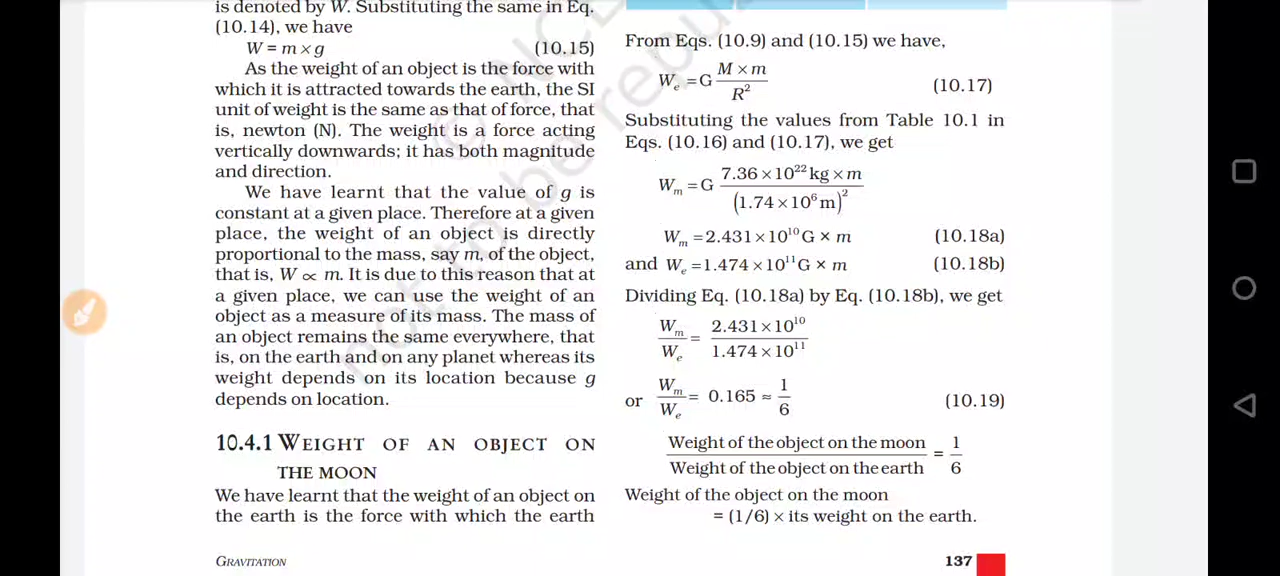 is denoted by W. Substituting the same in Eq.
(10.14), we have
W = m × g (10.15)
As the weight of an object is the force with
which it is attracted towards the earth, the SI
unit of weight is the same as that of force, that
is, newton (N). The weight is a force acting
vertically downwards; it has both magnitude
and direction.
We have learnt that the value of g is
constant at a given place. Therefore at a given
place, the weight of an object is directly
proportional to the mass, say m, of the object,
that is, W ∝ m. It is due to this reason that at
a given place, we can use the weight of an
object as a measure of its mass. The mass of
an object remains the same everywhere, that
is, on the earth and on any planet whereas its
weight depends on its location because g
depends on location.
10.4.1 WEIGHT OF AN OBJECT ON
THE MOON
We have learnt that the weight of an object on
the earth is the force with which the earth
From Eqs. (10.9) and (10.15) we have,
Wₑ = G (M × m) / R² (10.17)
Substituting the values from Table 10.1 in
Eqs. (10.16) and (10.17), we get
Wₘ = G (7.36 × 10²² kg × m) / (1.74 × 10⁶ m)²
Wₘ = 2.431 × 10¹⁰ G × m (10.18a)
and Wₑ = 1.474 × 10¹¹ G × m (10.18b)
Dividing Eq. (10.18a) by Eq. (10.18b), we get
Wₘ / Wₑ = 2.431 × 10¹⁰ / 1.474 × 10¹¹
or Wₘ / Wₑ = 0.165 ≈ 1/6 (10.19)
Weight of the object on the moon / Weight of the object on the earth = 1/6
Weight of the object on the moon
= (1/6) × its weight on the earth.
GRAVITATION
137
not to be repu
© NCE